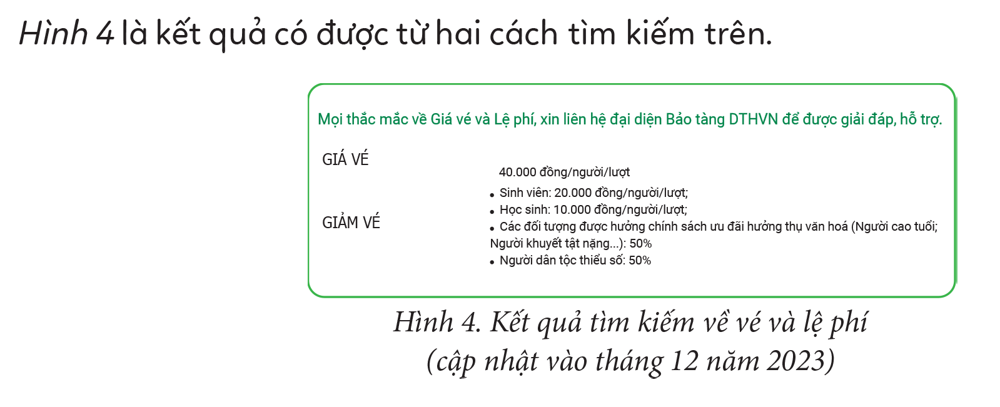 Hình 4 là kết quả có được từ hai cách tìm kiếm trên.
Mọi thắc mắc về Giá vé và Lệ phí, xin liên hệ đại diện Bảo tàng DTHVN để được giải đáp, hỗ trợ.
GIÁ VÉ
40.000 đồng/người/lượt
GIẢM VÉ
• Sinh viên: 20.000 đồng/người/lượt;
• Học sinh: 10.000 đồng/người/lượt;
• Các đối tượng được hưởng chính sách ưu đãi hưởng thụ văn hoá (Người cao tuổi;
Người khuyết tật nặng...): 50%
• Người dân tộc thiểu số: 50%
Hình 4. Kết quả tìm kiếm về vé và lệ phí
(cập nhật vào tháng 12 năm 2023)